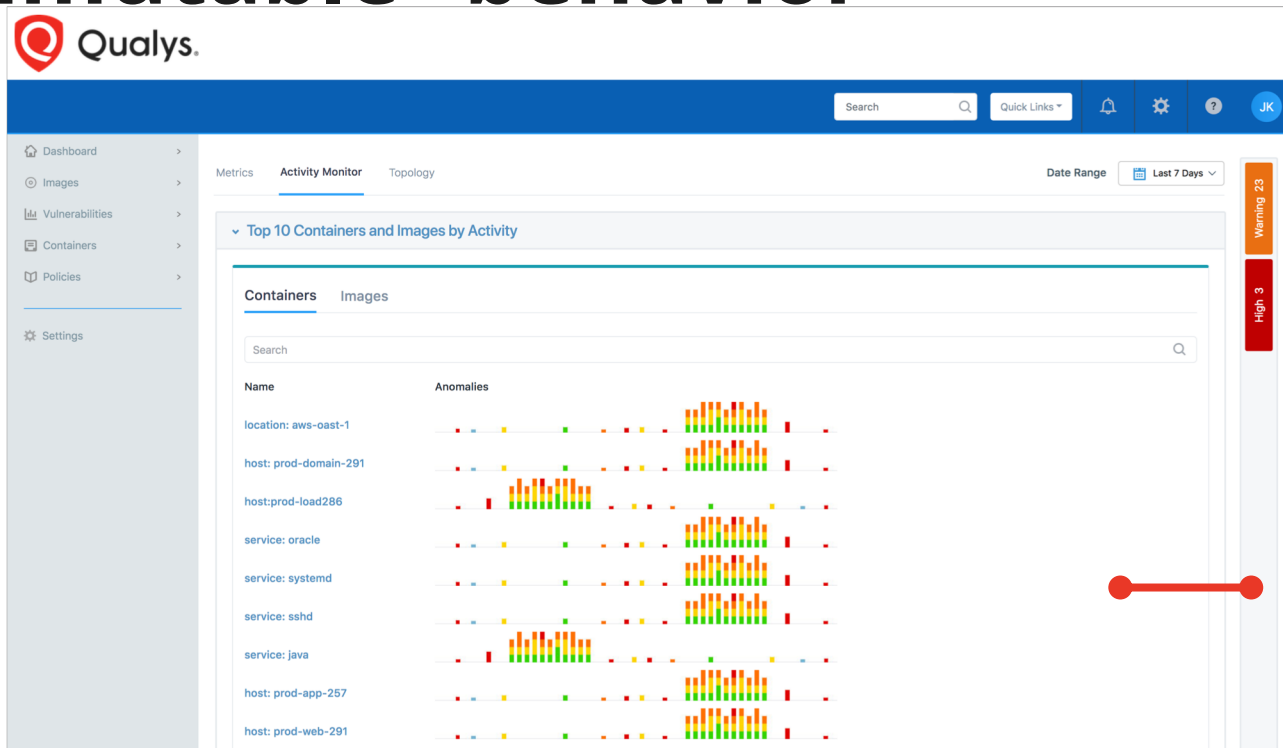 Qualys.
Search
Quick Links
?
JK
Dashboard
Images
Vulnerabilities
Containers
Policies
Settings
Metrics Activity Monitor Topology
Date Range Last 7 Days
Warning 23
High 3
Top 10 Containers and Images by Activity
Containers Images
Search
Name Anomalies
location: aws-oast-1
host: prod-domain-291
host:prod-load286
service: oracle
service: systemd
service: sshd
service: java
host: prod-app-257
host: prod-web-291